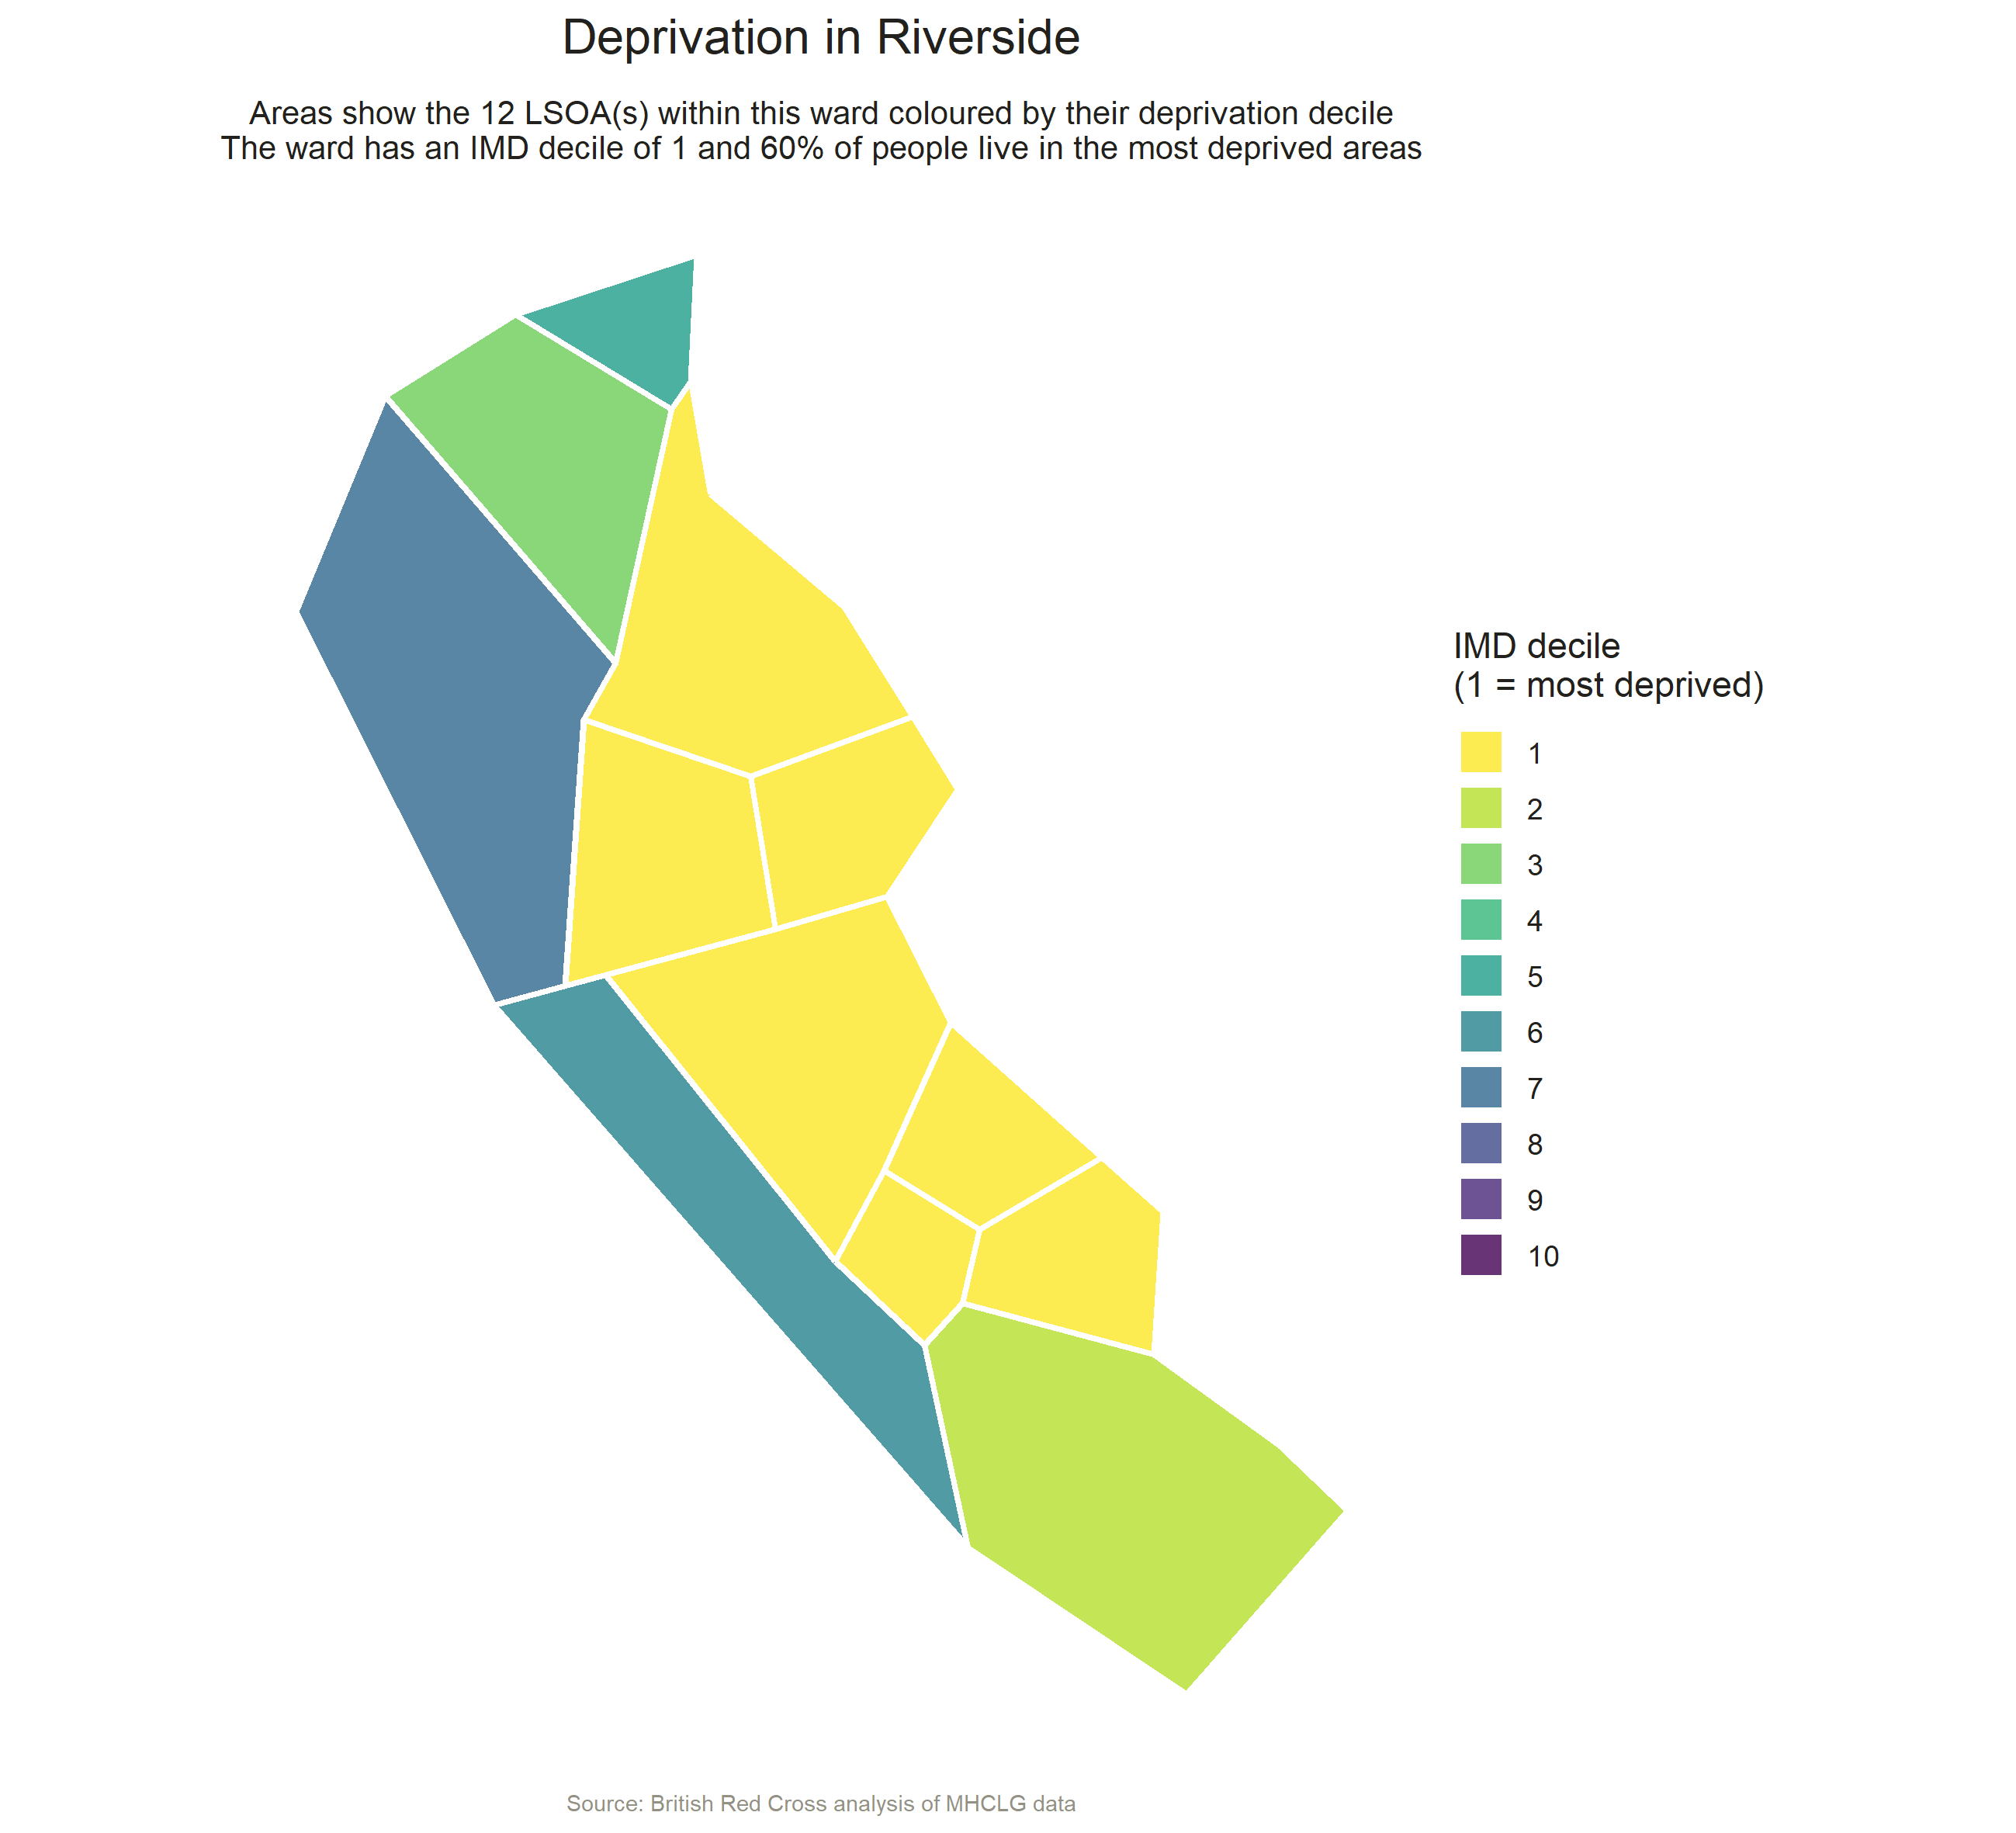 Deprivation in Riverside
Areas show the 12 LSOA(s) within this ward coloured by their deprivation decile
The ward has an IMD decile of 1 and 60% of people live in the most deprived areas
IMD decile
(1 = most deprived)
1
2
3
4
5
6
7
8
9
10
Source: British Red Cross analysis of MHCLG data